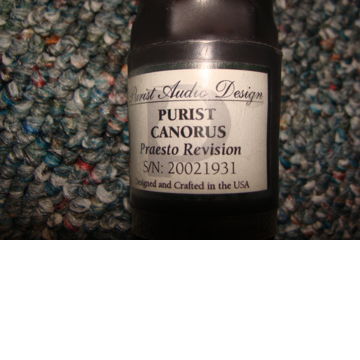 Purist Audio Design
PURIST
CANORUS
Praesto Revision
S/N: 20021931
Designed and Crafted in the USA